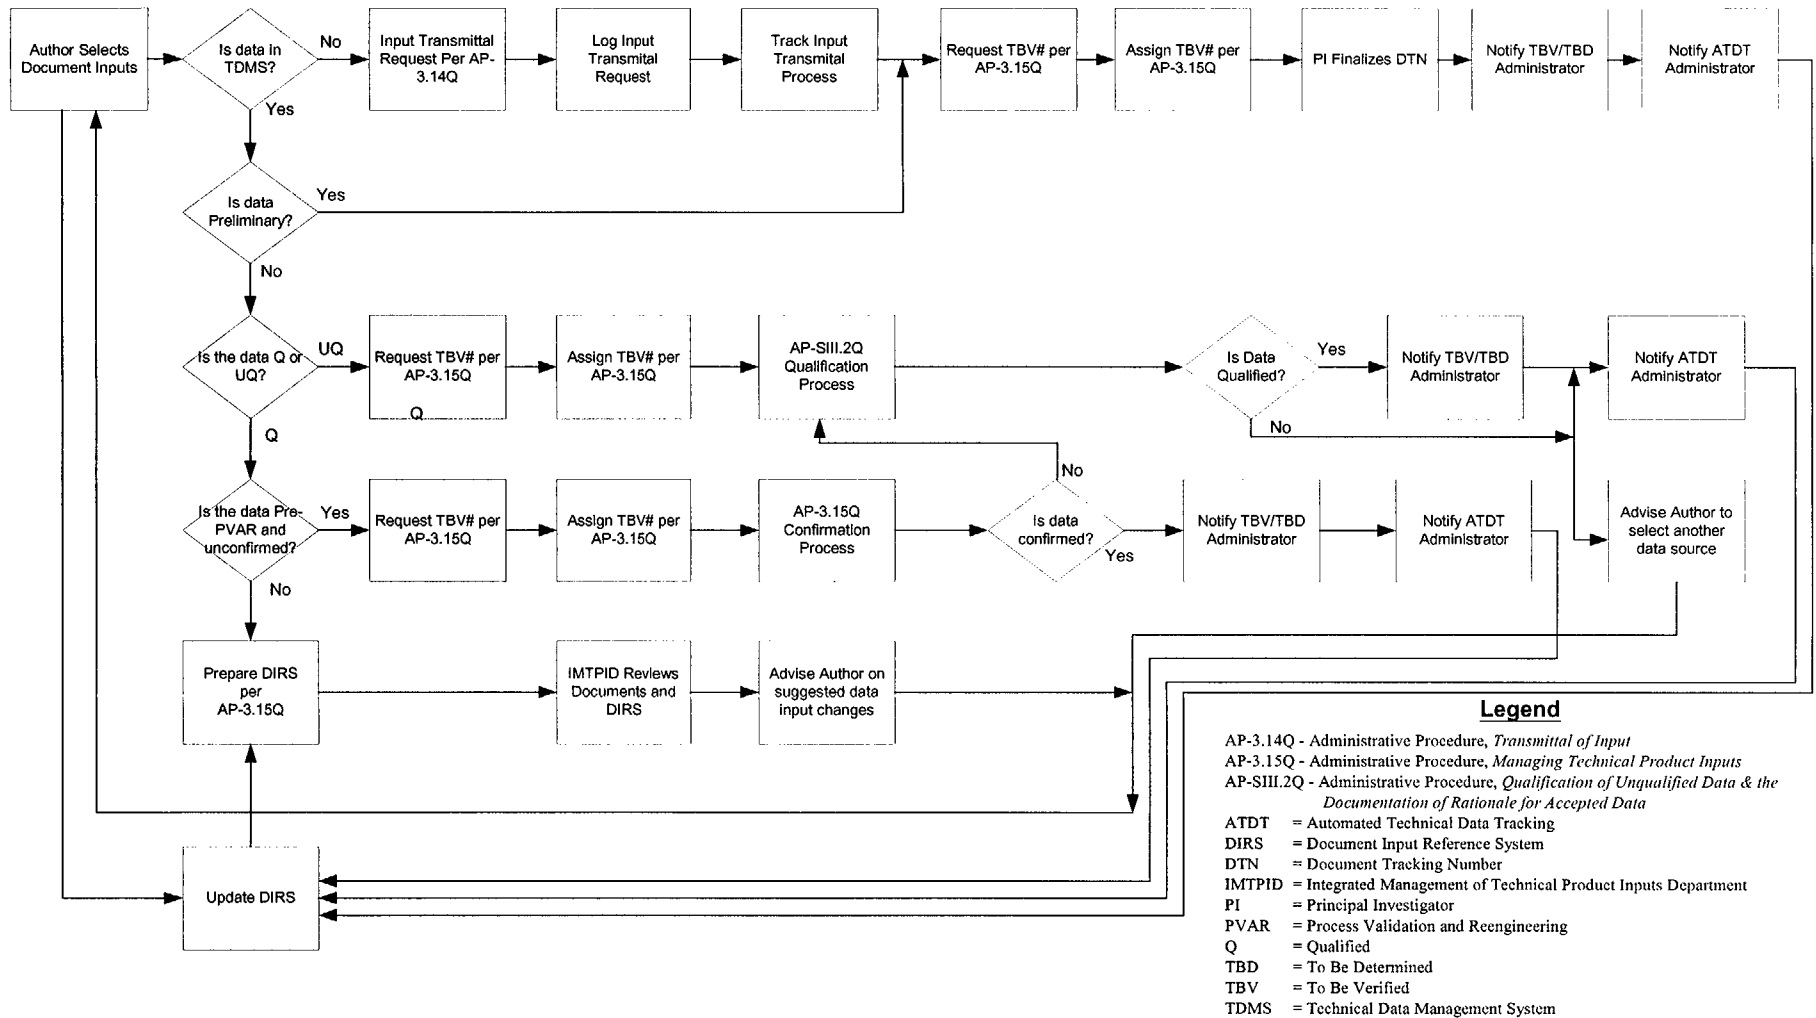 Author Selects
Document Inputs
Is data in
TDMS?
No
Yes
Input Transmittal
Request Per AP-
3.14Q
Log Input
Transmital
Request
Track Input
Transmital
Process
Request TBV# per
AP-3.15Q
Assign TBV# per
AP-3.15Q
PI Finalizes DTN
Notify TBV/TBD
Administrator
Notify ATDT
Administrator
Is data
Preliminary?
Yes
No
Is the data Q or
UQ?
UQ
Q
Request TBV# per
AP-3.15Q
Q
Assign TBV# per
AP-3.15Q
AP-SIII.2Q
Qualification
Process
Is Data
Qualified?
Yes
No
Notify TBV/TBD
Administrator
Notify ATDT
Administrator
Is the data Pre-
PVAR and
unconfirmed?
Yes
No
Request TBV# per
AP-3.15Q
Assign TBV# per
AP-3.15Q
AP-3.15Q
Confirmation
Process
Is data
confirmed?
No
Yes
Notify TBV/TBD
Administrator
Notify ATDT
Administrator
Advise Author to
select another
data source
Prepare DIRS
per
AP-3.15Q
IMTPID Reviews
Documents and
DIRS
Advise Author on
suggested data
input changes
Update DIRS
Legend
AP-3.14Q - Administrative Procedure, Transmittal of Input
AP-3.15Q - Administrative Procedure, Managing Technical Product Inputs
AP-SIII.2Q - Administrative Procedure, Qualification of Unqualified Data & the
Documentation of Rationale for Accepted Data
ATDT = Automated Technical Data Tracking
DIRS = Document Input Reference System
DTN = Document Tracking Number
IMTPID = Integrated Management of Technical Product Inputs Department
PI = Principal Investigator
PVAR = Process Validation and Reengineering
Q = Qualified
TBD = To Be Determined
TBV = To Be Verified
TDMS = Technical Data Management System